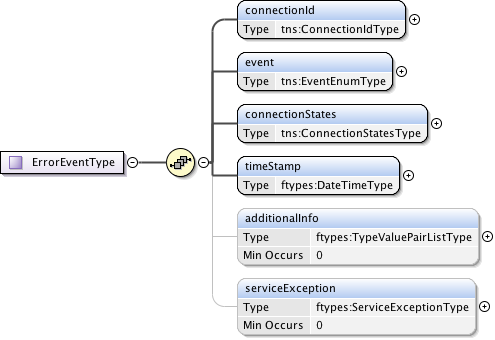 connectionId
Type tns:ConnectionIdType
event
Type tns:EventEnumType
connectionStates
Type tns:ConnectionStatesType
ErrorEventType
timeStamp
Type ftypes:DateTimeType
additionalInfo
Type ftypes:TypeValuePairListType
Min Occurs 0
serviceException
Type ftypes:ServiceExceptionType
Min Occurs 0